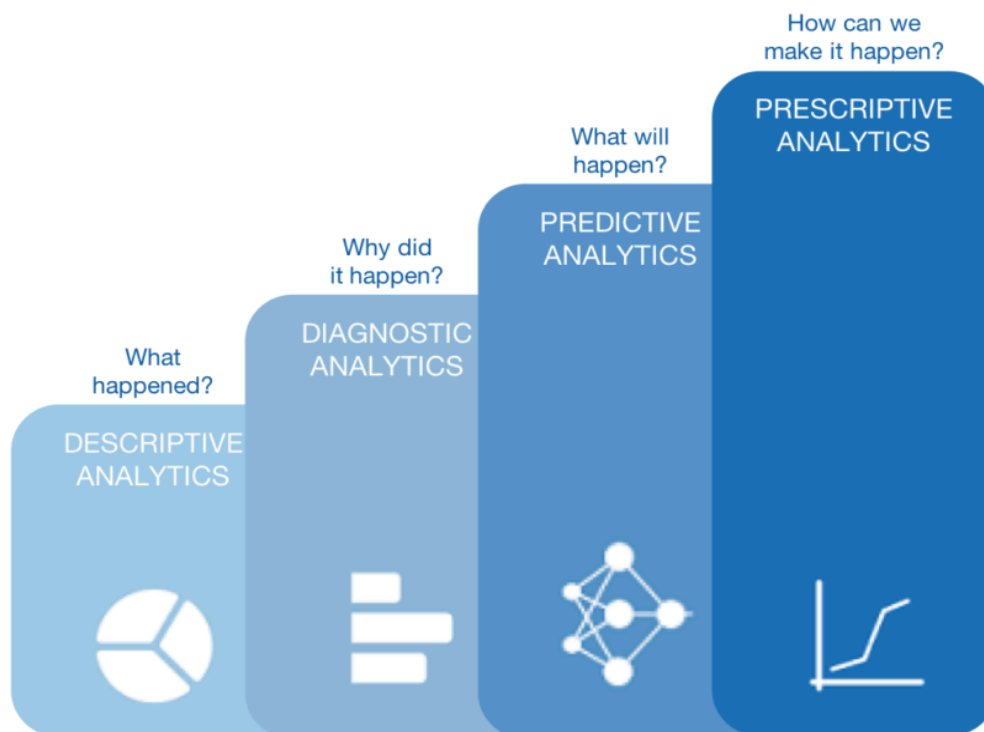 What
happened?
DESCRIPTIVE
ANALYTICS
Why did
it happen?
DIAGNOSTIC
ANALYTICS
What will
happen?
PREDICTIVE
ANALYTICS
How can we
make it happen?
PRESCRIPTIVE
ANALYTICS